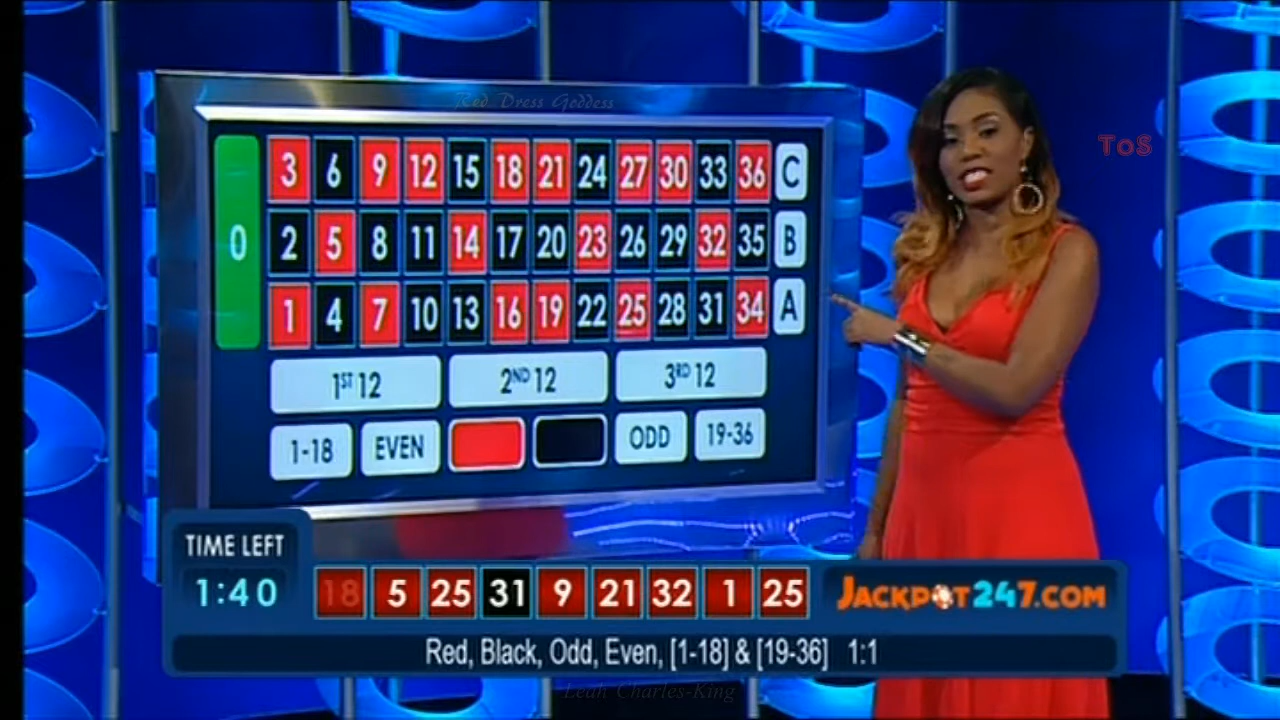 Red Dress Goddess
ToS
0 3 6 9 12 15 18 21 24 27 30 33 36 C
2 5 8 11 14 17 20 23 26 29 32 35 B
1 4 7 10 13 16 19 22 25 28 31 34 A
1ST 12 2ND 12 3RD 12
1-18 EVEN ODD 19-36
TIME LEFT
1:40
18 5 25 31 9 21 32 1 25
JACKPOT247.COM
Red, Black, Odd, Even, [1-18] & [19-36] 1:1
Leah Charles-King